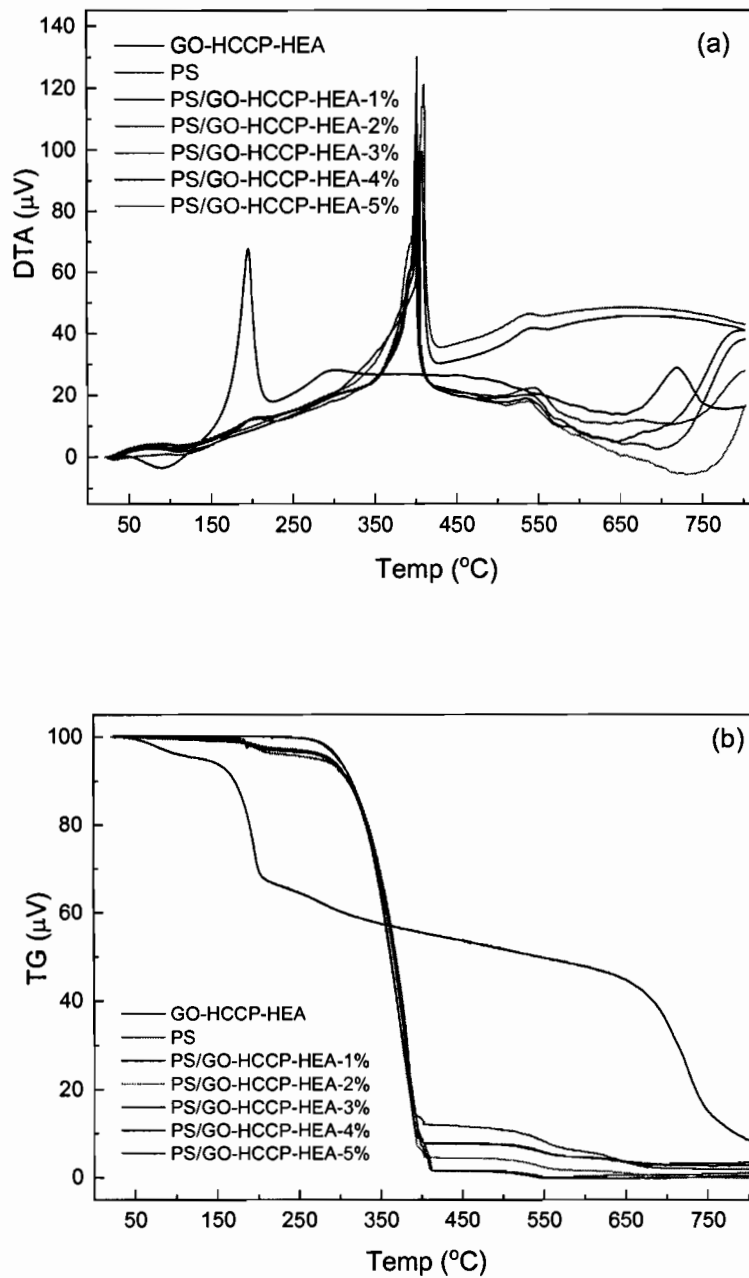 (a)
GO-HCCP-HEA
PS
PS/GO-HCCP-HEA-1%
PS/GO-HCCP-HEA-2%
PS/GO-HCCP-HEA-3%
PS/GO-HCCP-HEA-4%
PS/GO-HCCP-HEA-5%
DTA (μV)
140
120
100
80
60
40
20
0
50 150 250 350 450 550 650 750
Temp (ºC)
(b)
TG (μV)
100
80
60
40
20
0
GO-HCCP-HEA
PS
PS/GO-HCCP-HEA-1%
PS/GO-HCCP-HEA-2%
PS/GO-HCCP-HEA-3%
PS/GO-HCCP-HEA-4%
PS/GO-HCCP-HEA-5%
50 150 250 350 450 550 650 750
Temp (ºC)